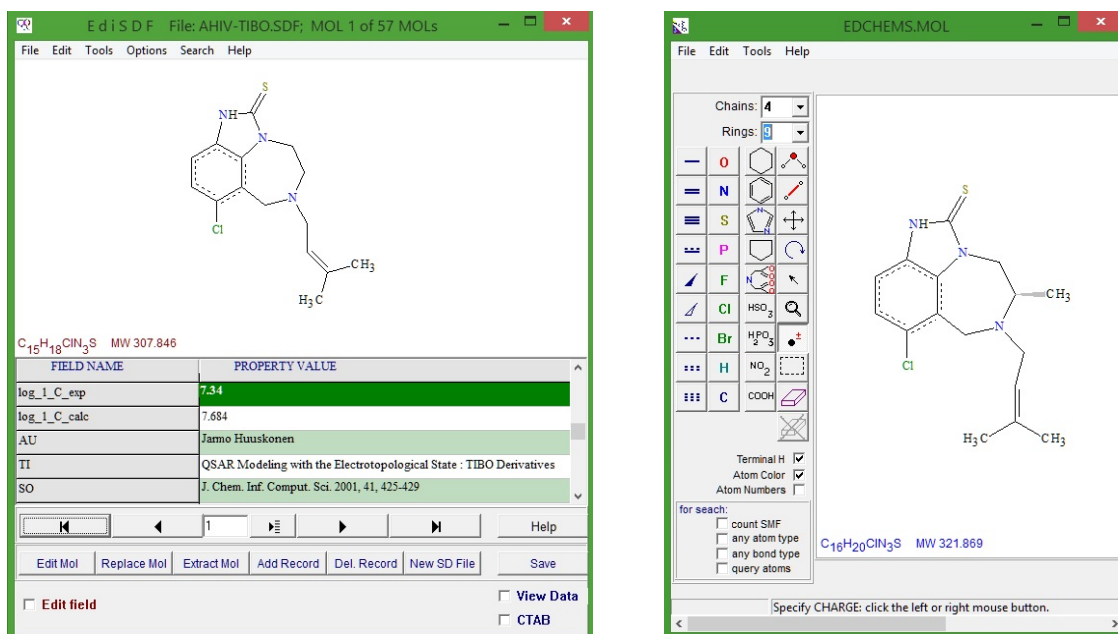 E d i S D F File: AHIV-TIBO.SDF; MOL 1 of 57 MOLs
File Edit Tools Options Search Help
S
NH
N
N
Cl
CH3
H3C
C15H18ClN3S MW 307.846
FIELD NAME PROPERTY VALUE
log_1_C_exp 7.34
log_1_C_calc 7.684
AU Jarmo Huuskonen
TI QSAR Modeling with the Electrotopological State : TIBO Derivatives
SO J. Chem. Inf. Comput. Sci. 2001, 41, 425-429
1 Help
Edit Mol Replace Mol Extract Mol Add Record Del. Record New SD File Save
Edit field
View Data
CTAB
EDCHEMS.MOL
File Edit Tools Help
Chains: 4
Rings: 9
O
N N N
S
P
F N O O O O
Cl HSO3
Br H2PO3 ±
H NO2
C COOH
Terminal H
Atom Color
Atom Numbers
for seach:
count SMF
any atom type
any bond type
query atoms
S
NH
N
CH3
N
Cl
H3C CH3
C16H20ClN3S MW 321.869
Specify CHARGE: click the left or right mouse button.